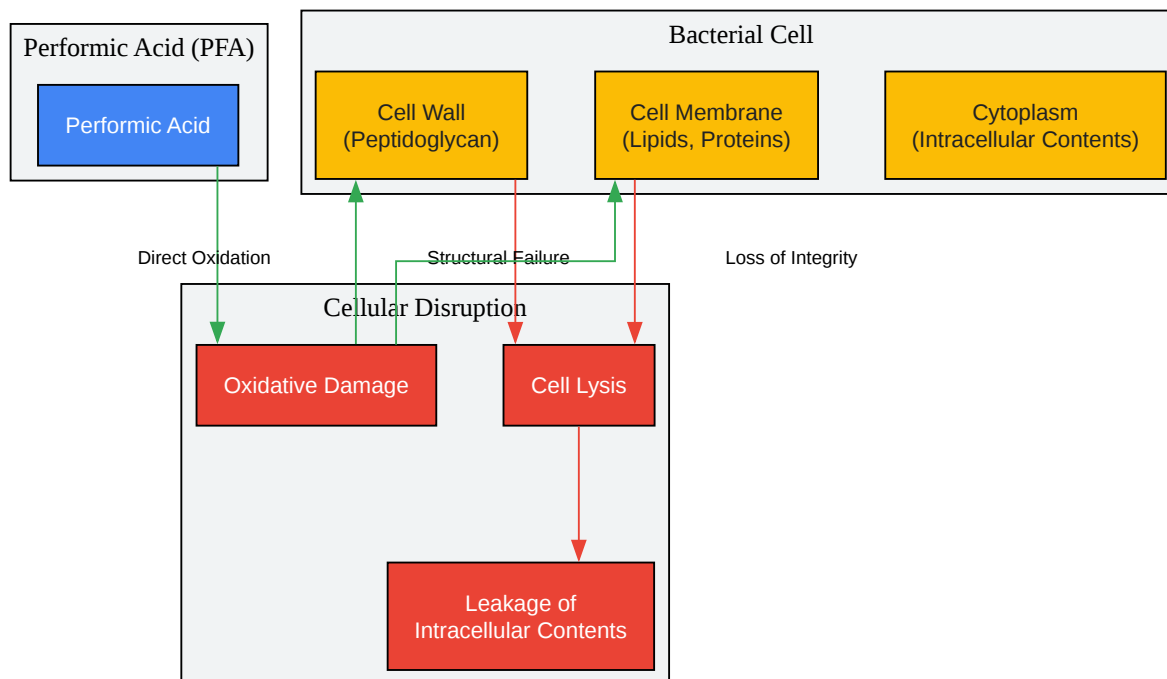 Performic Acid (PFA)
Performic Acid
Bacterial Cell
Cell Wall
(Peptidoglycan)
Cell Membrane
(Lipids, Proteins)
Cytoplasm
(Intracellular Contents)
Direct Oxidation
Structural Failure
Loss of Integrity
Cellular Disruption
Oxidative Damage
Cell Lysis
Leakage of
Intracellular Contents